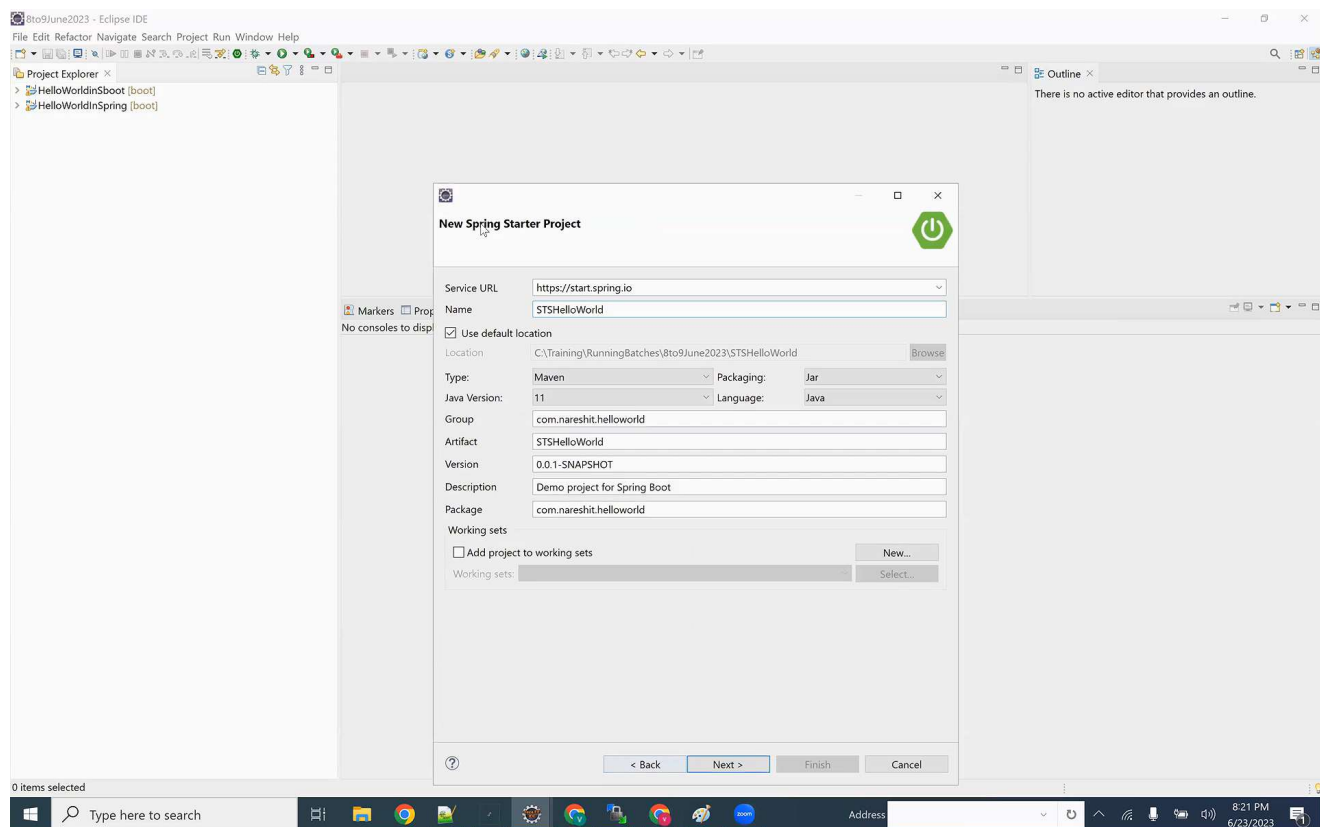 8to9June2023 - Eclipse IDE
File Edit Refactor Navigate Search Project Run Window Help
Project Explorer
HelloWorldinSboot [boot]
HelloWorldInSpring [boot]
Outline
There is no active editor that provides an outline.
New Spring Starter Project
Service URL https://start.spring.io
Name STSHelloWorld
Use default location
Location C:\Training\RunningBatches\8to9June2023\STSHelloWorld Browse
Type: Maven Packaging: Jar
Java Version: 11 Language: Java
Group com.nareshit.helloworld
Artifact STSHelloWorld
Version 0.0.1-SNAPSHOT
Description Demo project for Spring Boot
Package com.nareshit.helloworld
Working sets
Add project to working sets New...
Working sets: Select...
< Back Next > Finish Cancel
Markers Prop
No consoles to displ
0 items selected
Type here to search
zoom
Address
8:21 PM
6/23/2023